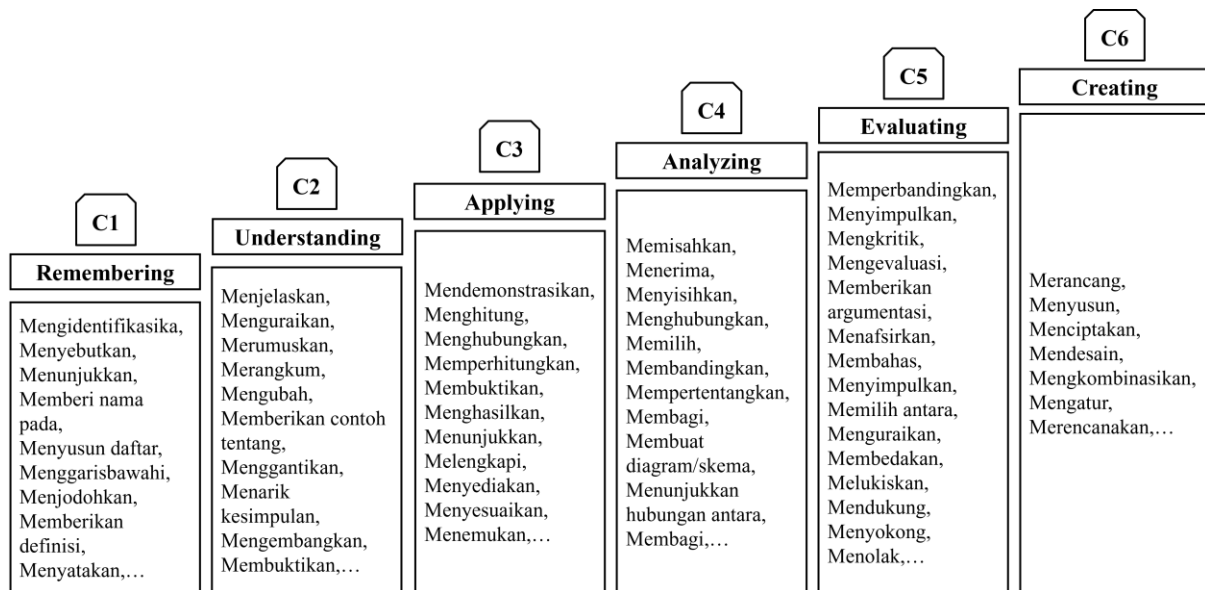 C1
Remembering
Mengidentifikasika,
Menyebutkan,
Menunjukkan,
Memberi nama
pada,
Menyusun daftar,
Menggarisbawahi,
Menjodohkan,
Memberikan
definisi,
Menyatakan,…
C2
Understanding
Menjelaskan,
Menguraikan,
Merumuskan,
Merangkum,
Mengubah,
Memberikan contoh
tentang,
Menggantikan,
Menarik
kesimpulan,
Mengembangkan,
Membuktikan,…
C3
Applying
Mendemonstrasikan,
Menghitung,
Menghubungkan,
Memperhitungkan,
Membuktikan,
Menghasilkan,
Menunjukkan,
Melengkapi,
Menyediakan,
Menyesuaikan,
Menemukan,…
C4
Analyzing
Memisahkan,
Menerima,
Menyisihkan,
Menghubungkan,
Memilih,
Membandingkan,
Mempertentangkan,
Membagi,
Membuat
diagram/skema,
Menunjukkan
hubungan antara,
Membagi,…
C5
Evaluating
Memperbandingkan,
Menyimpulkan,
Mengkritik,
Mengevaluasi,
Memberikan
argumentasi,
Menafsirkan,
Membahas,
Menyimpulkan,
Memilih antara,
Menguraikan,
Membedakan,
Melukiskan,
Mendukung,
Menyokong,
Menolak,…
C6
Creating
Merancang,
Menyusun,
Menciptakan,
Mendesain,
Mengkombinasikan,
Mengatur,
Merencanakan,…